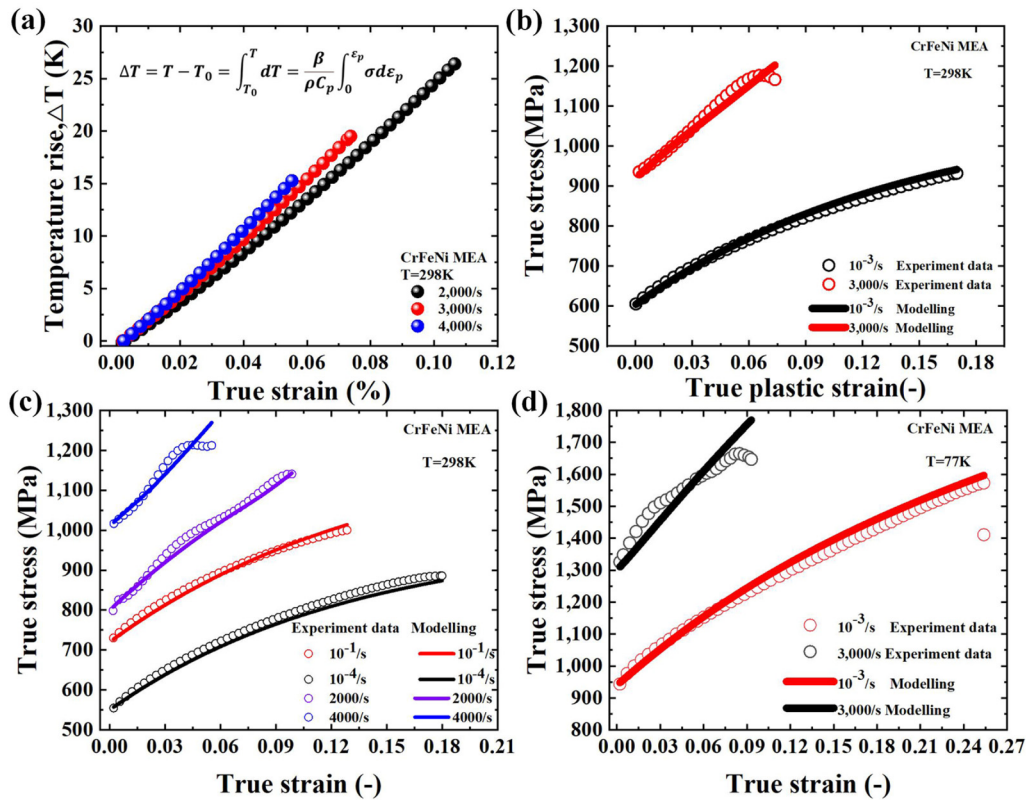 (a)
30
25
20
15
10
5
0
Temperature rise,ΔT (K)
ΔT = T − T₀ = ∫_{T₀}^{T} dT = β/(ρCₚ) ∫₀^{εₚ} σdεₚ
CrFeNi MEA
T=298K
2,000/s
3,000/s
4,000/s
0.00 0.02 0.04 0.06 0.08 0.10 0.12
True strain (%)
(b)
1,300
1,200
1,100
1,000
900
800
700
600
500
True stress(MPa)
CrFeNi MEA
T=298K
10⁻³/s Experiment data
3,000/s Experiment data
10⁻³/s Modelling
3,000/s Modelling
0.00 0.03 0.06 0.09 0.12 0.15 0.18
True plastic strain(-)
(c)
1,300
1,200
1,100
1,000
900
800
700
600
500
True stress (MPa)
CrFeNi MEA
T=298K
Experiment data Modelling
10⁻¹/s 10⁻¹/s
10⁻⁴/s 10⁻⁴/s
2000/s 2000/s
4000/s 4000/s
0.00 0.03 0.06 0.09 0.12 0.15 0.18 0.21
True strain (-)
(d)
1,800
1,700
1,600
1,500
1,400
1,300
1,200
1,100
1,000
900
800
True stress (MPa)
CrFeNi MEA
T=77K
10⁻³/s Experiment data
3,000/s Experiment data
10⁻³/s Modelling
3,000/s Modelling
0.00 0.03 0.06 0.09 0.12 0.15 0.18 0.21 0.24 0.27
True strain (-)